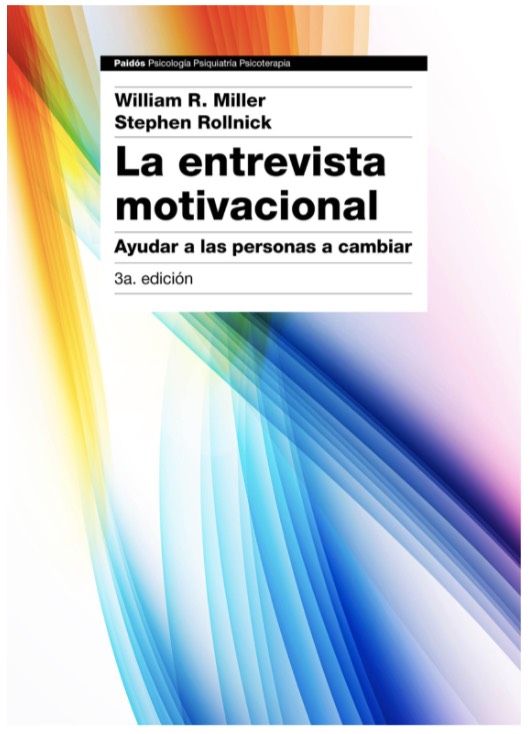 Paidós Psicología Psiquiatría Psicoterapia
William R. Miller
Stephen Rollnick
La entrevista
motivacional
Ayudar a las personas a cambiar
3a. edición